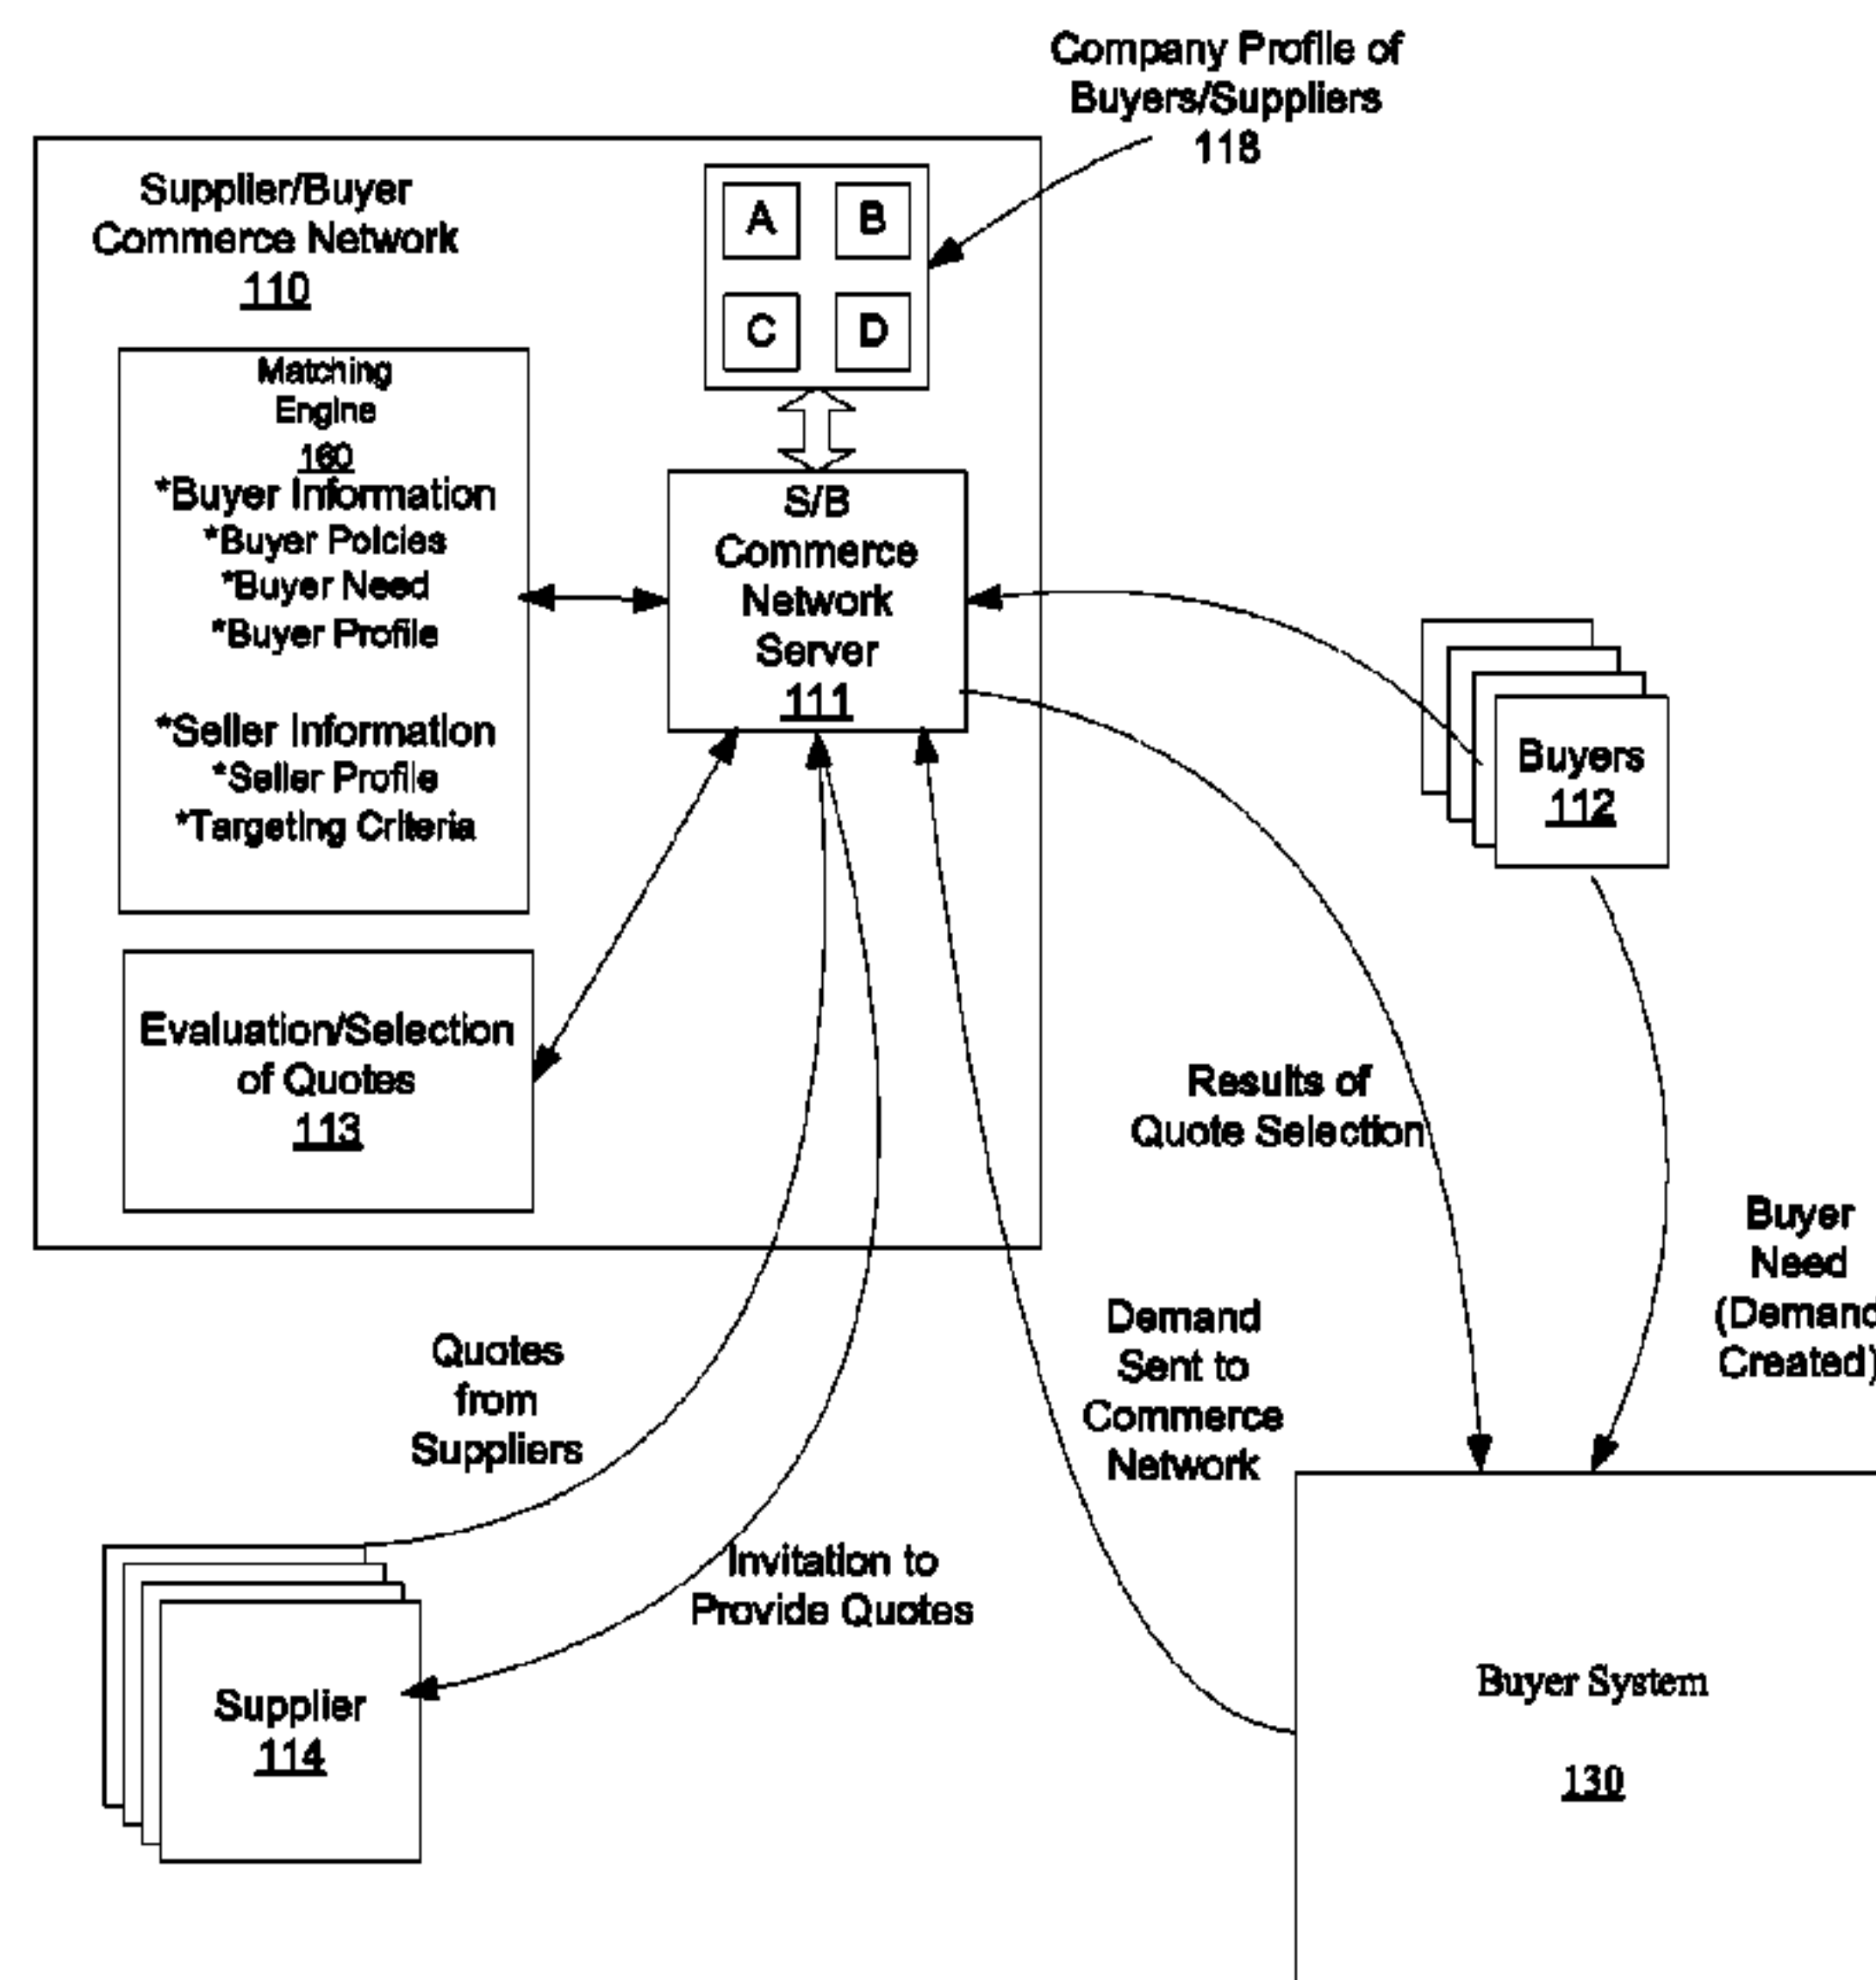 Company Profile of
Buyers/Suppliers
118
Supplier/Buyer
Commerce Network
110
A
B
C
D
Matching
Engine
160
*Buyer Information
*Buyer Polcies
*Buyer Need
*Buyer Profile
*Seller Information
*Seller Profile
*Targeting Criteria
S/B
Commerce
Network
Server
111
Buyers
112
Evaluation/Selection
of Quotes
113
Results of
Quote Selection
Buyer
Need
(Demand
Created)
Demand
Sent to
Commerce
Network
Quotes
from
Suppliers
Invitation to
Provide Quotes
Supplier
114
Buyer System
130